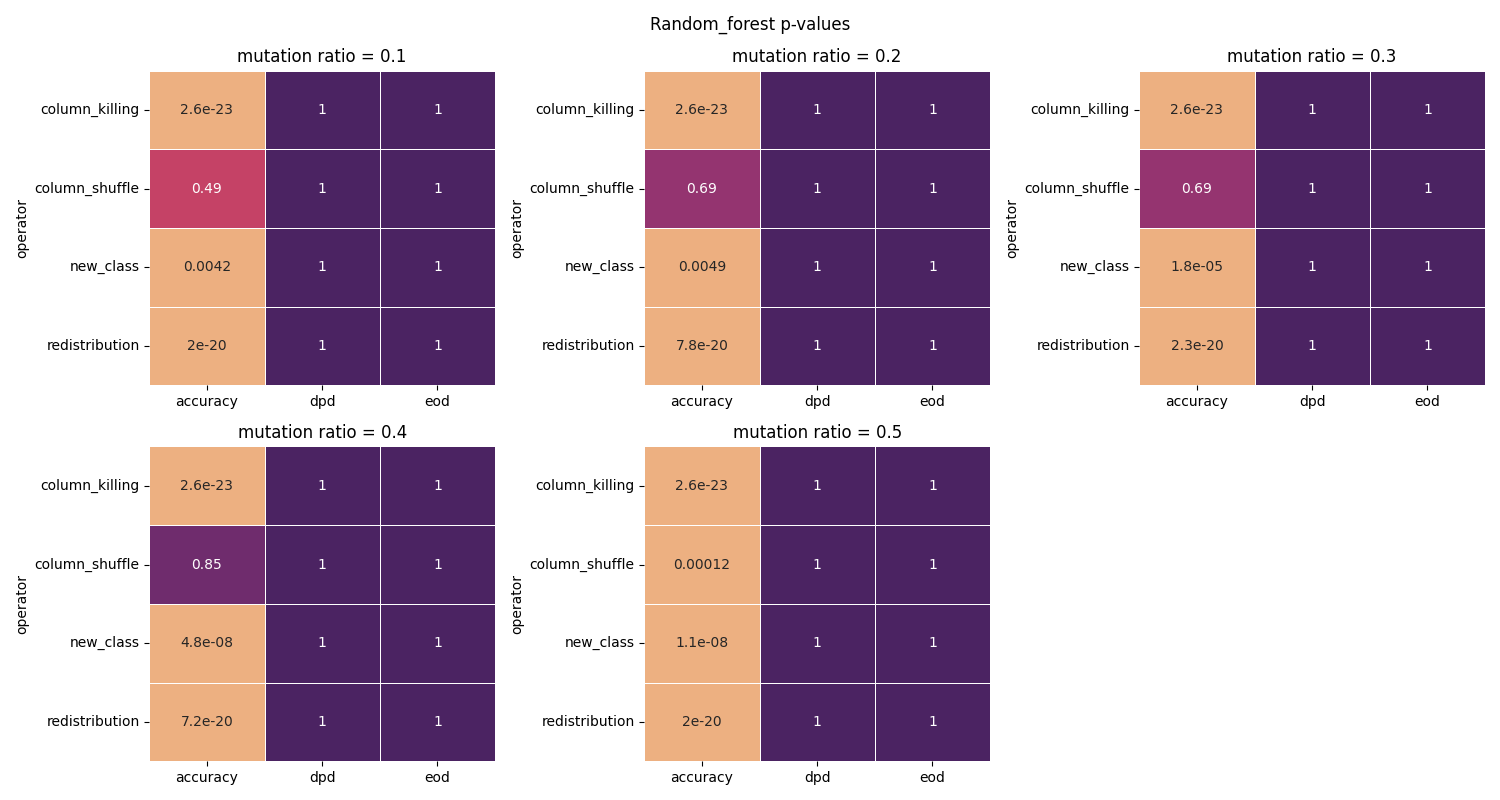 Random_forest p-values
mutation ratio = 0.1
column_killing 2.6e-23 1 1
column_shuffle 0.49 1 1
new_class 0.0042 1 1
redistribution 2e-20 1 1
operator
accuracy dpd eod
mutation ratio = 0.2
column_killing 2.6e-23 1 1
column_shuffle 0.69 1 1
new_class 0.0049 1 1
redistribution 7.8e-20 1 1
operator
accuracy dpd eod
mutation ratio = 0.3
column_killing 2.6e-23 1 1
column_shuffle 0.69 1 1
new_class 1.8e-05 1 1
redistribution 2.3e-20 1 1
operator
accuracy dpd eod
mutation ratio = 0.4
column_killing 2.6e-23 1 1
column_shuffle 0.85 1 1
new_class 4.8e-08 1 1
redistribution 7.2e-20 1 1
operator
accuracy dpd eod
mutation ratio = 0.5
column_killing 2.6e-23 1 1
column_shuffle 0.00012 1 1
new_class 1.1e-08 1 1
redistribution 2e-20 1 1
operator
accuracy dpd eod